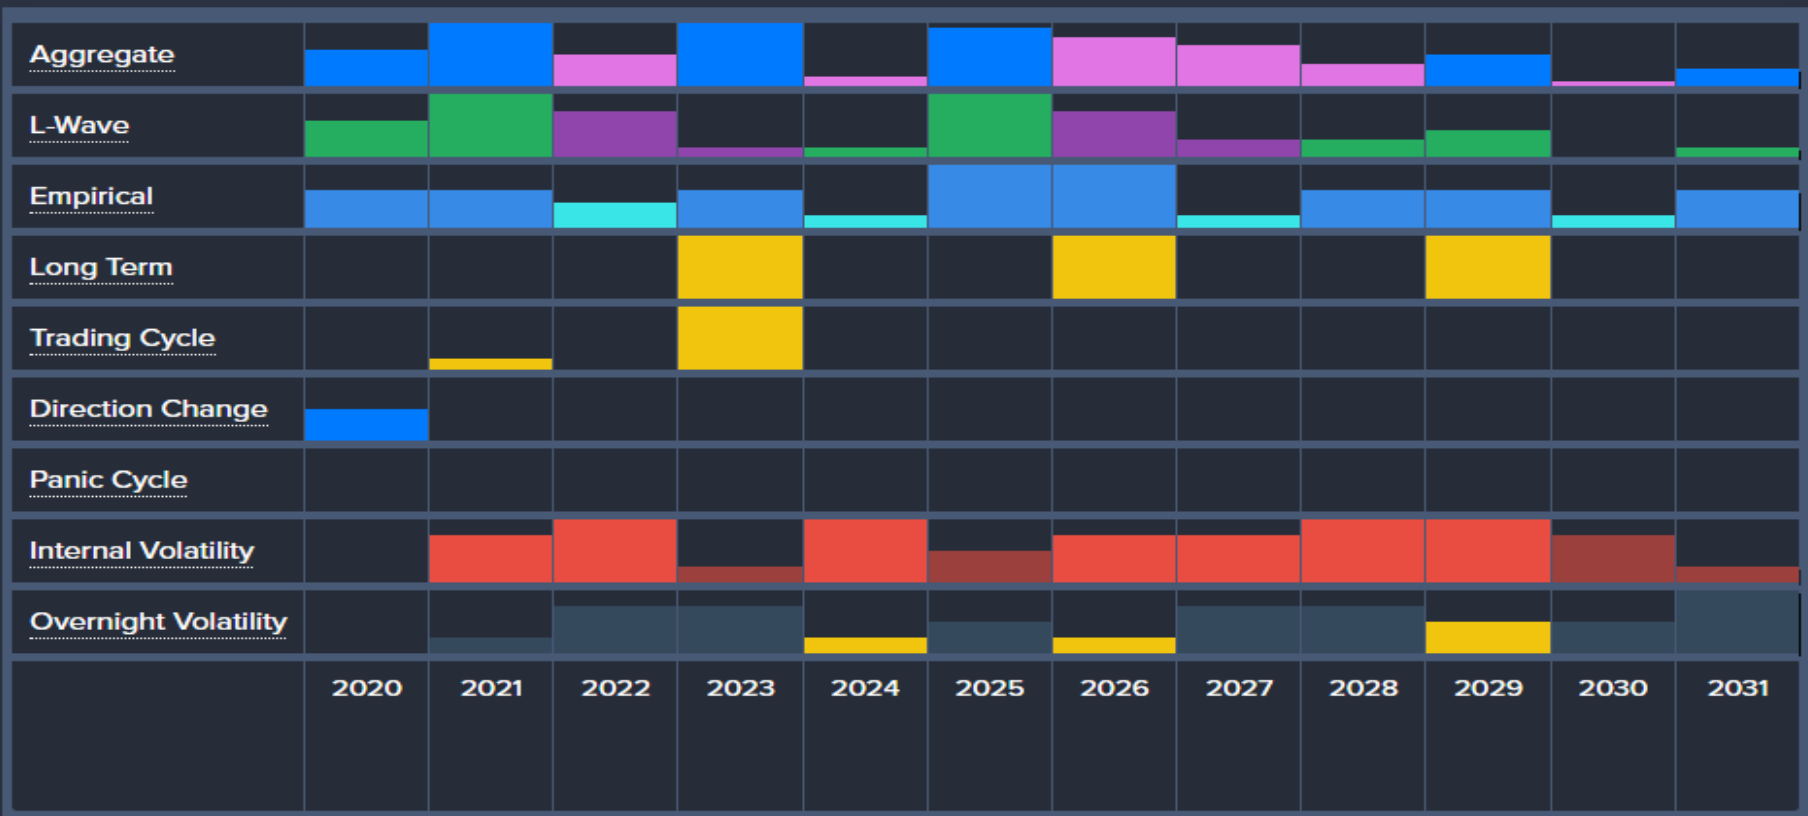 Aggregate
L-Wave
Empirical
Long Term
Trading Cycle
Direction Change
Panic Cycle
Internal Volatility
Overnight Volatility
2020 2021 2022 2023 2024 2025 2026 2027 2028 2029 2030 2031